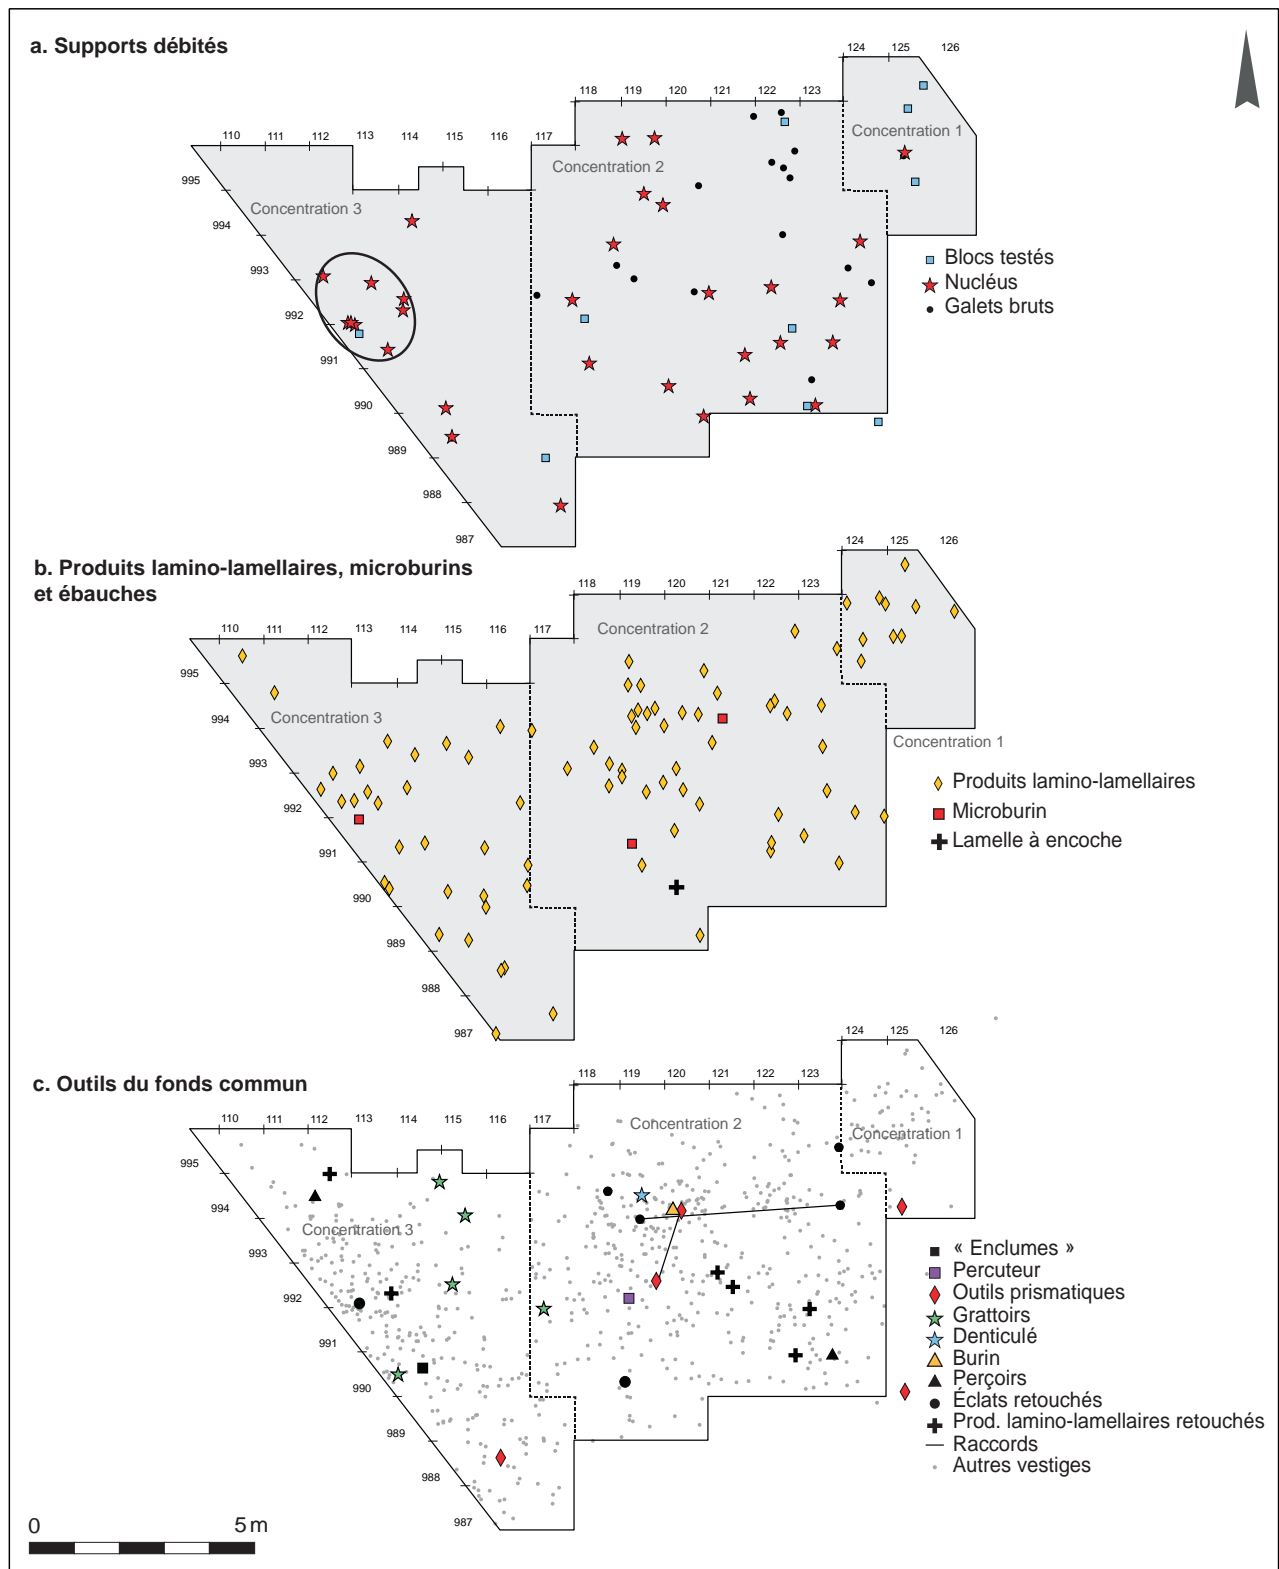 a. Supports débités
124 125 126
118 119 120 121 122 123
110 111 112 113 114 115 116 117
Concentration 1
Concentration 2
Concentration 3
995
994
993
992
991
990
989
988
987
Blocs testés
Nucléus
Galets bruts
b. Produits lamino-lamellaires, microburins
et ébauches
124 125 126
118 119 120 121 122 123
110 111 112 113 114 115 116 117
Concentration 2
Concentration 3
Concentration 1
995
994
993
992
991
990
989
988
987
Produits lamino-lamellaires
Microburin
Lamelle à encoche
c. Outils du fonds commun
124 125 126
118 119 120 121 122 123
110 111 112 113 114 115 116 117
Concentration 2
Concentration 1
Concentration 3
995
994
993
992
991
990
989
988
987
« Enclumes »
Percuteur
Outils prismatiques
Grattoirs
Denticulé
Burin
Perçoirs
Éclats retouchés
Prod. lamino-lamellaires retouchés
Raccords
Autres vestiges
0 5 m